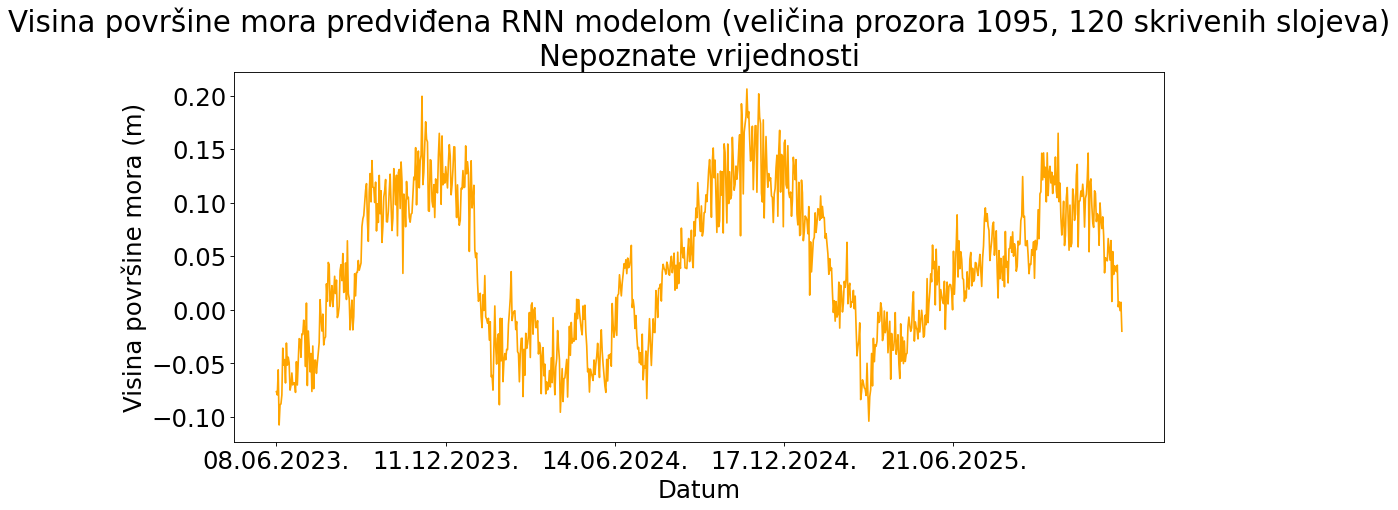 Visina površine mora predviđena RNN modelom (veličina prozora 1095, 120 skrivenih slojeva)
Nepoznate vrijednosti
Visina površine mora (m)
0.20
0.15
0.10
0.05
0.00
−0.05
−0.10
08.06.2023. 11.12.2023. 14.06.2024. 17.12.2024. 21.06.2025.
Datum